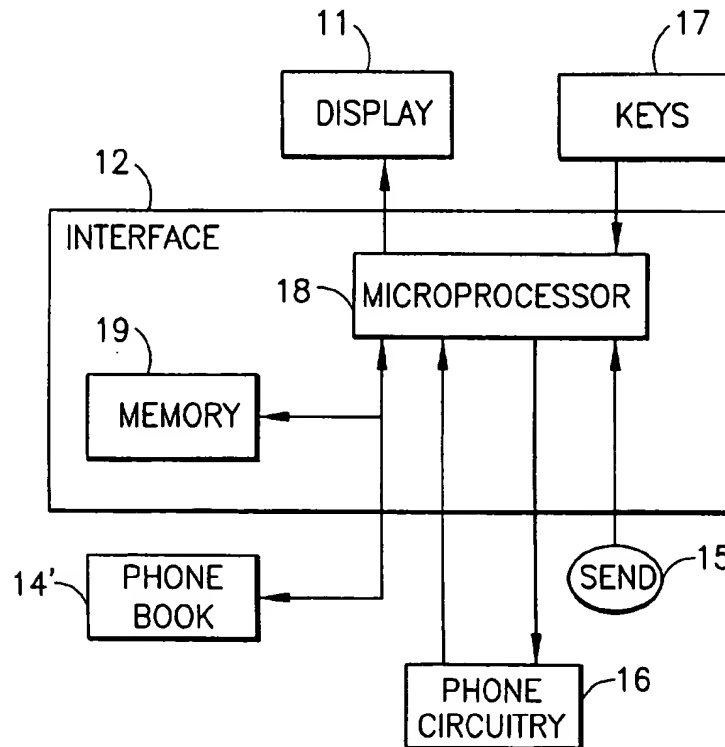 11
17
DISPLAY
KEYS
12
INTERFACE
18
MICROPROCESSOR
19
MEMORY
14'
PHONE
BOOK
SEND
15
PHONE
CIRCUITRY
16